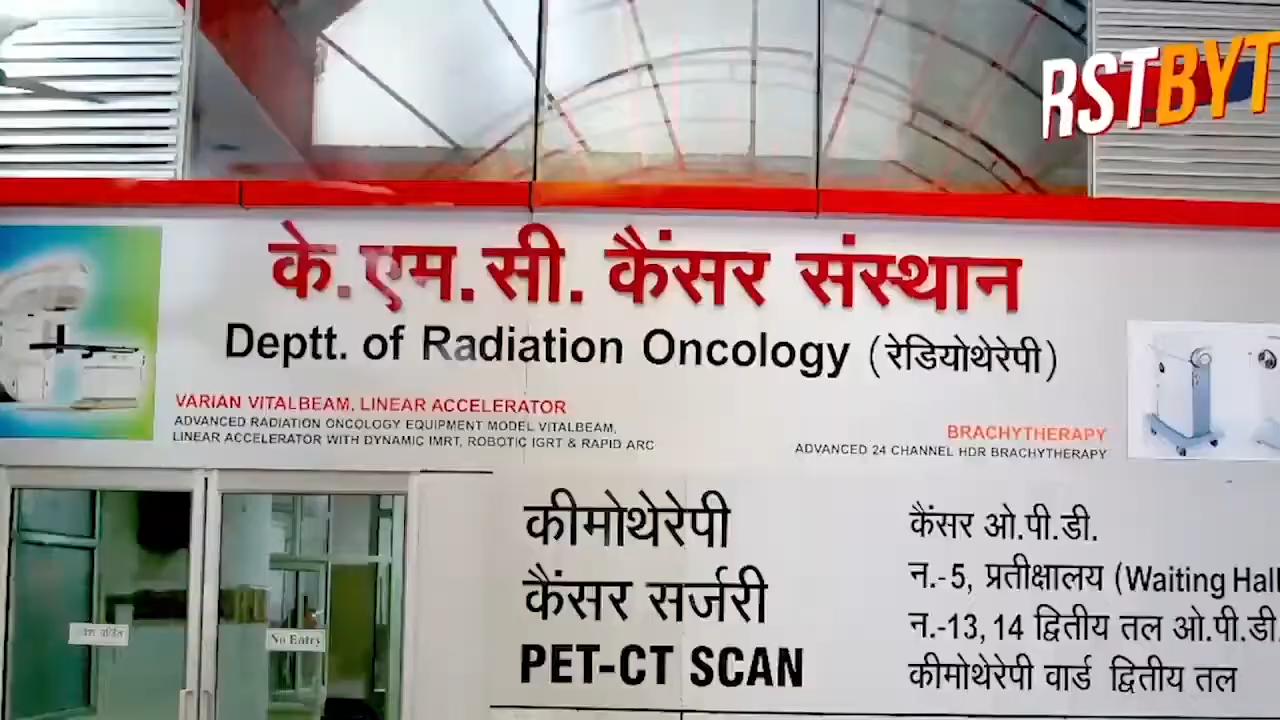 RSTBYT
के.एम.सी. कैंसर संस्थान
Deptt. of Radiation Oncology (रेडियोथेरेपी)
VARIAN VITALBEAM, LINEAR ACCELERATOR
ADVANCED RADIATION ONCOLOGY EQUIPMENT MODEL VITALBEAM,
LINEAR ACCELERATOR WITH DYNAMIC IMRT, ROBOTIC IGRT & RAPID ARC
BRACHYTHERAPY
ADVANCED 24 CHANNEL HDR BRACHYTHERAPY
कीमोथेरेपी
कैंसर सर्जरी
PET-CT SCAN
कैंसर ओ.पी.डी.
न.-5, प्रतीक्षालय (Waiting Hall
न.-13, 14 द्वितीय तल ओ.पी.डी.
कीमोथेरेपी वार्ड द्वितीय तल
वर्जित
No Entry